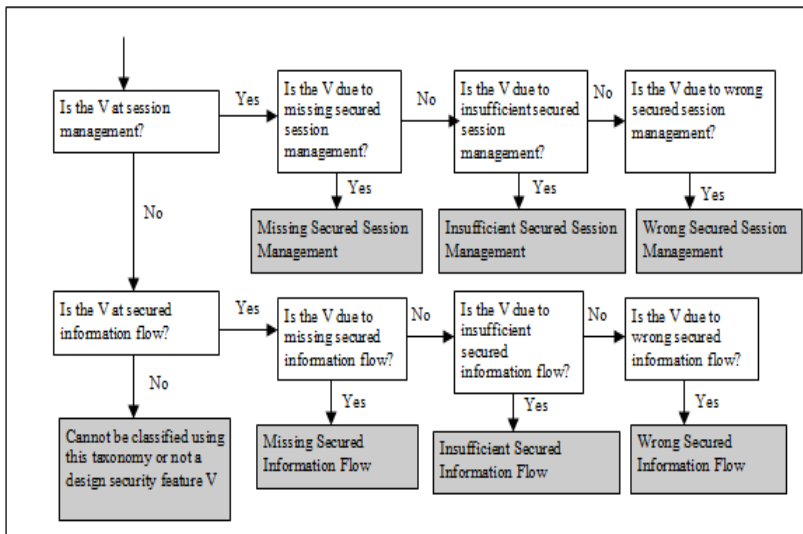 Is the V at session
management?
Yes
Is the V due to
missing secured
session
management?
No
Is the V due to
insufficient secured
session
management?
No
Is the V due to wrong
secured session
management?
Yes
Yes
Yes
No
Missing Secured Session
Management
Insufficient Secured Session
Management
Wrong Secured Session
Management
Is the V at secured
information flow?
Yes
Is the V due to
missing secured
information flow?
No
Is the V due to
insufficient
secured
information flow?
No
Is the V due to
wrong secured
information flow?
No
Yes
Yes
Yes
Cannot be classified using
this taxonomy or not a
design security feature V
Missing Secured
Information Flow
Insufficient Secured
Information Flow
Wrong Secured
Information Flow